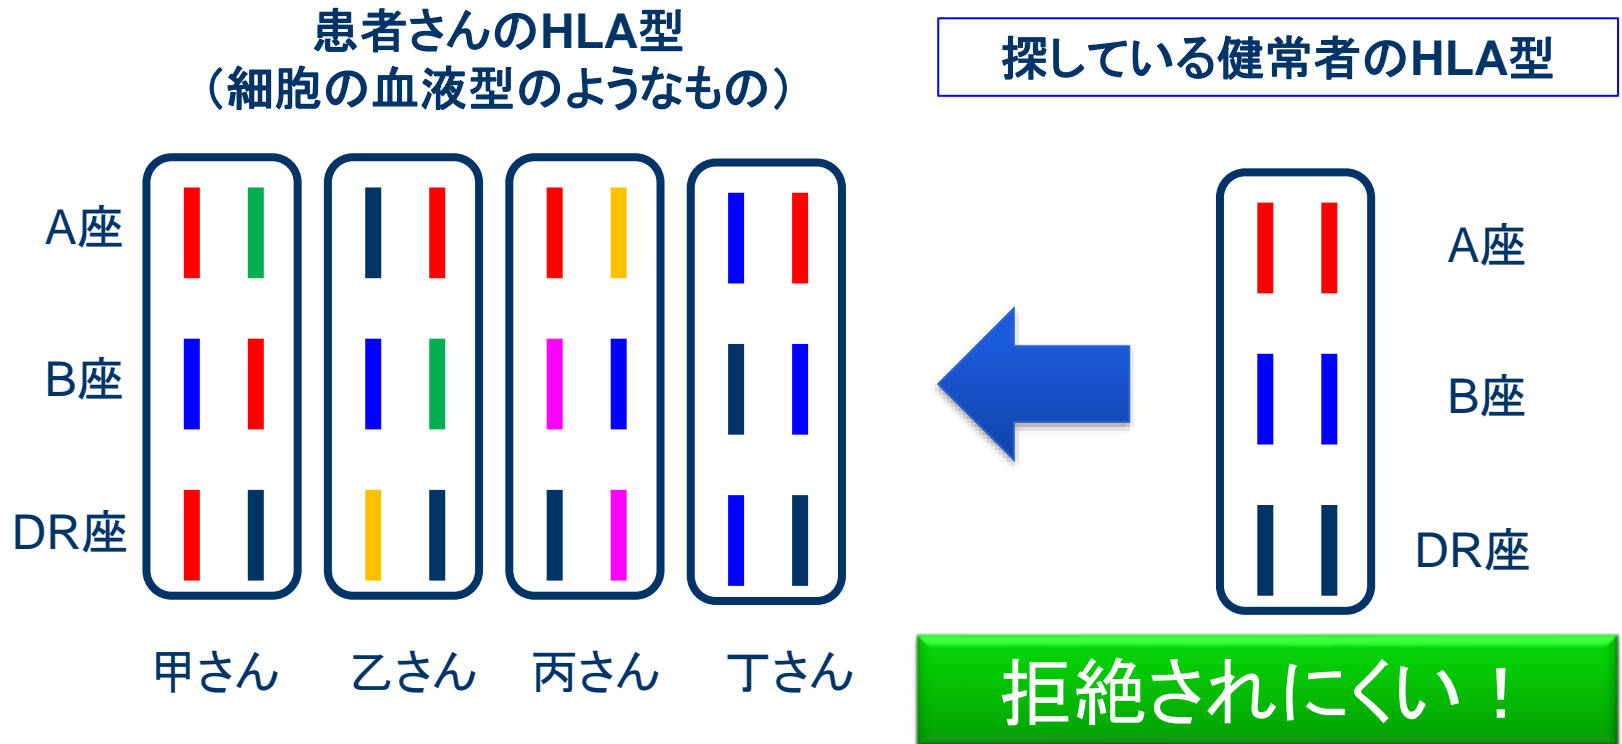 患者さんのHLA型
（細胞の血液型のようなもの）
探している健常者のHLA型
A座
B座
DR座
甲さん
乙さん
丙さん
丁さん
A座
B座
DR座
拒絶されにくい！